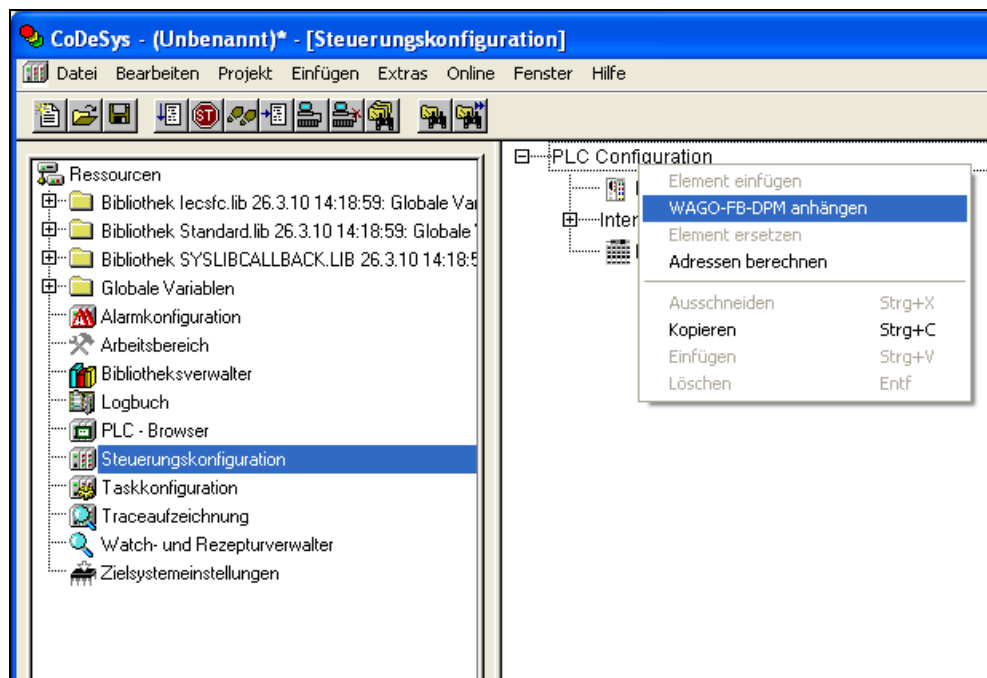 CoDeSys - (Unbenannt)* - [Steuerungskonfiguration]
Datei Bearbeiten Projekt Einfügen Extras Online Fenster Hilfe
Ressourcen
Bibliothek Iecsfc.lib 26.3.10 14:18:59: Globale Va
Bibliothek Standard.lib 26.3.10 14:18:59: Globale
Bibliothek SYSLIBCALLBACK.LIB 26.3.10 14:18:5
Globale Variablen
Alarmkonfiguration
Arbeitsbereich
Bibliotheksverwalter
Logbuch
PLC - Browser
Steuerungskonfiguration
Taskkonfiguration
Traceaufzeichnung
Watch- und Rezepturverwalter
Zielsystemeinstellungen
PLC Configuration
Inter
Element einfügen
WAGO-FB-DPM anhängen
Element ersetzen
Adressen berechnen
Ausschneiden Strg+X
Kopieren Strg+C
Einfügen Strg+V
Löschen Entf